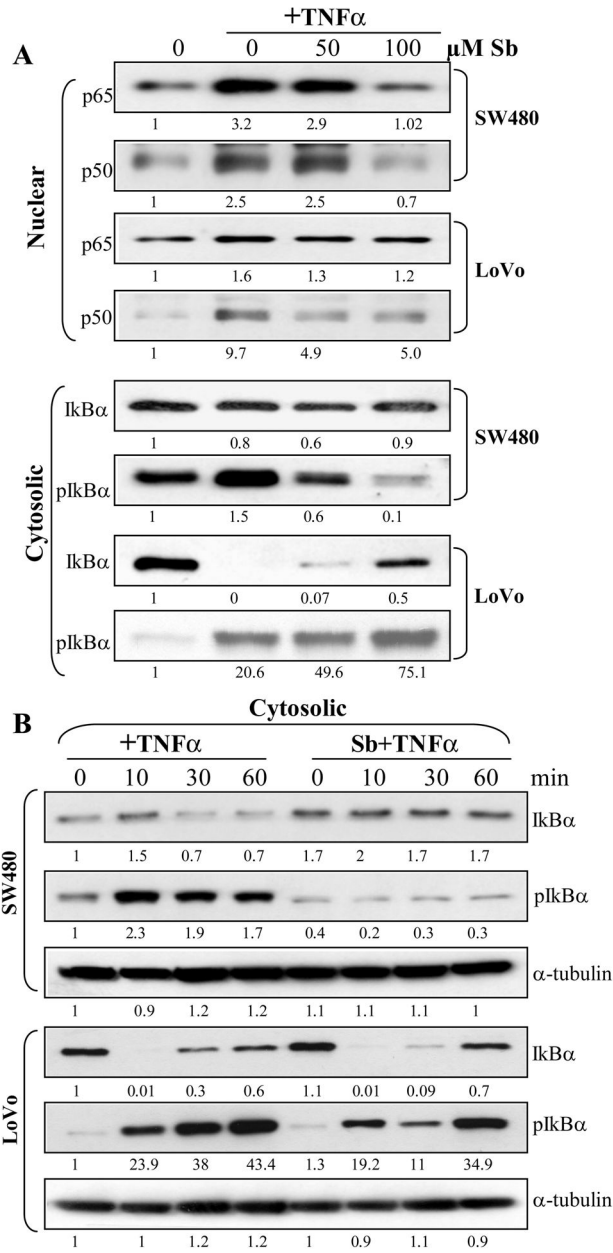 +TNFα
A 0 0 50 100 µM Sb
Nuclear
p65
1 3.2 2.9 1.02
SW480
p50
1 2.5 2.5 0.7
p65
1 1.6 1.3 1.2
LoVo
p50
1 9.7 4.9 5.0
Cytosolic
IkBα
1 0.8 0.6 0.9
SW480
pIkBα
1 1.5 0.6 0.1
IkBα
1 0 0.07 0.5
LoVo
pIkBα
1 20.6 49.6 75.1
B Cytosolic
+TNFα Sb+TNFα
0 10 30 60 0 10 30 60 min
SW480
IkBα
1 1.5 0.7 0.7 1.7 2 1.7 1.7
pIkBα
1 2.3 1.9 1.7 0.4 0.2 0.3 0.3
α-tubulin
1 0.9 1.2 1.2 1.1 1.1 1.1 1
LoVo
IkBα
1 0.01 0.3 0.6 1.1 0.01 0.09 0.7
pIkBα
1 23.9 38 43.4 1.3 19.2 11 34.9
α-tubulin
1 1 1.2 1.2 1 0.9 1.1 0.9